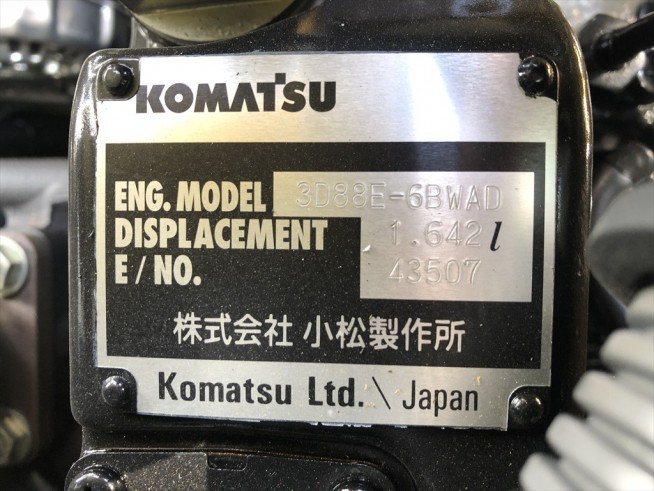 KOMATSU
ENG. MODEL 3D88E-6BWAD
DISPLACEMENT 1.642 l
E / NO. 43507
株式会社 小松製作所
Komatsu Ltd. \ Japan